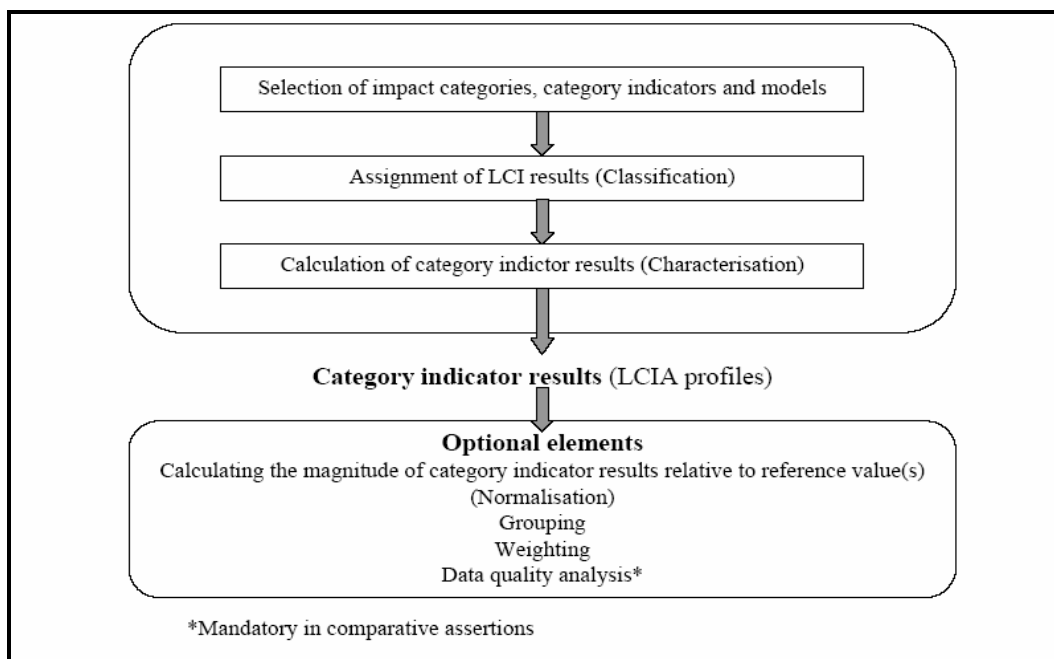 Selection of impact categories, category indicators and models
Assignment of LCI results (Classification)
Calculation of category indictor results (Characterisation)
Category indicator results (LCIA profiles)
Optional elements
Calculating the magnitude of category indicator results relative to reference value(s)
(Normalisation)
Grouping
Weighting
Data quality analysis*
*Mandatory in comparative assertions